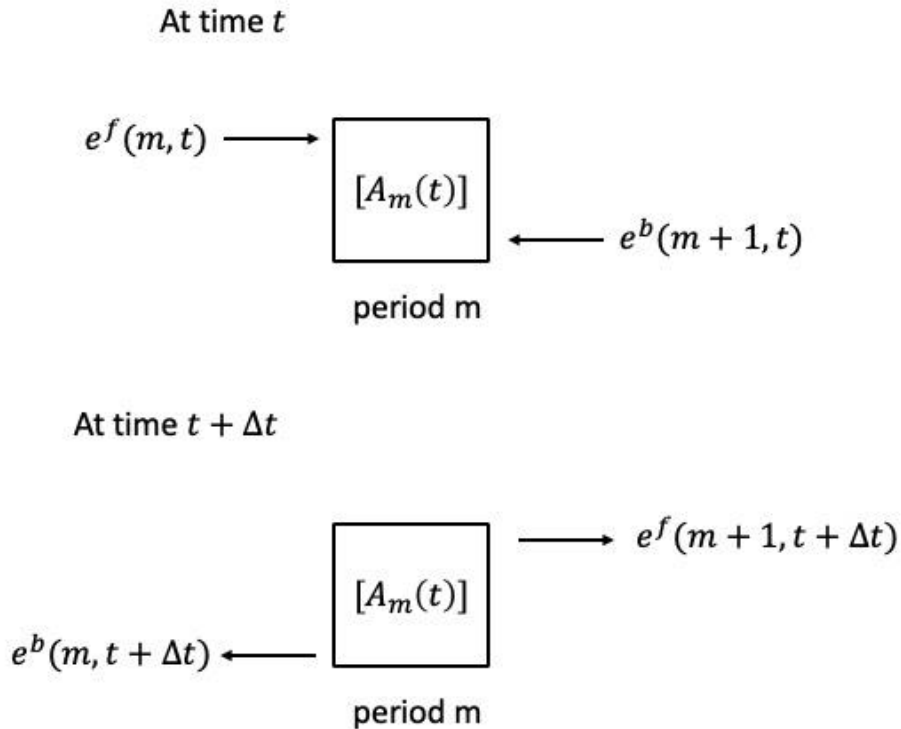 At time t
e^f(m, t)
[A_m(t)]
e^b(m + 1, t)
period m
At time t + Δt
e^f(m + 1, t + Δt)
[A_m(t)]
e^b(m, t + Δt)
period m